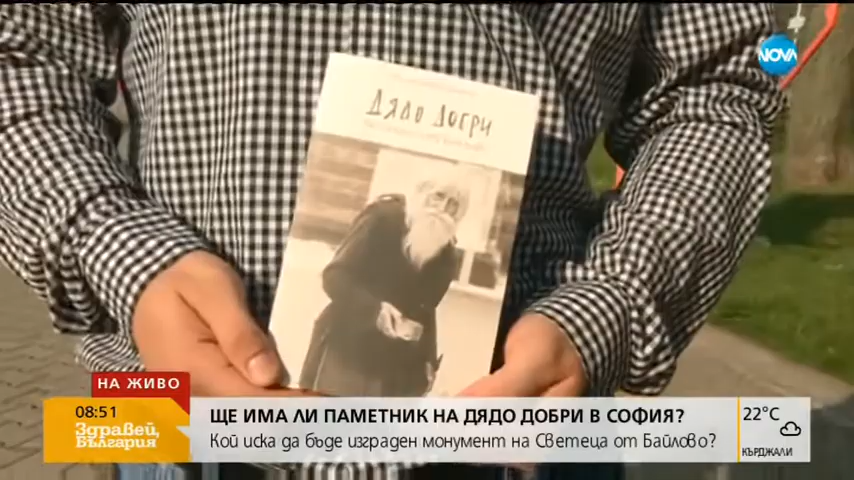 NOVA
Дядо Добри
НА ЖИВО
08:51
Здравей,
България
ЩЕ ИМА ЛИ ПАМЕТНИК НА ДЯДО ДОБРИ В СОФИЯ?
Кой иска да бъде изграден монумент на Светеца от Байлово?
22°C
КЪРДЖАЛИ